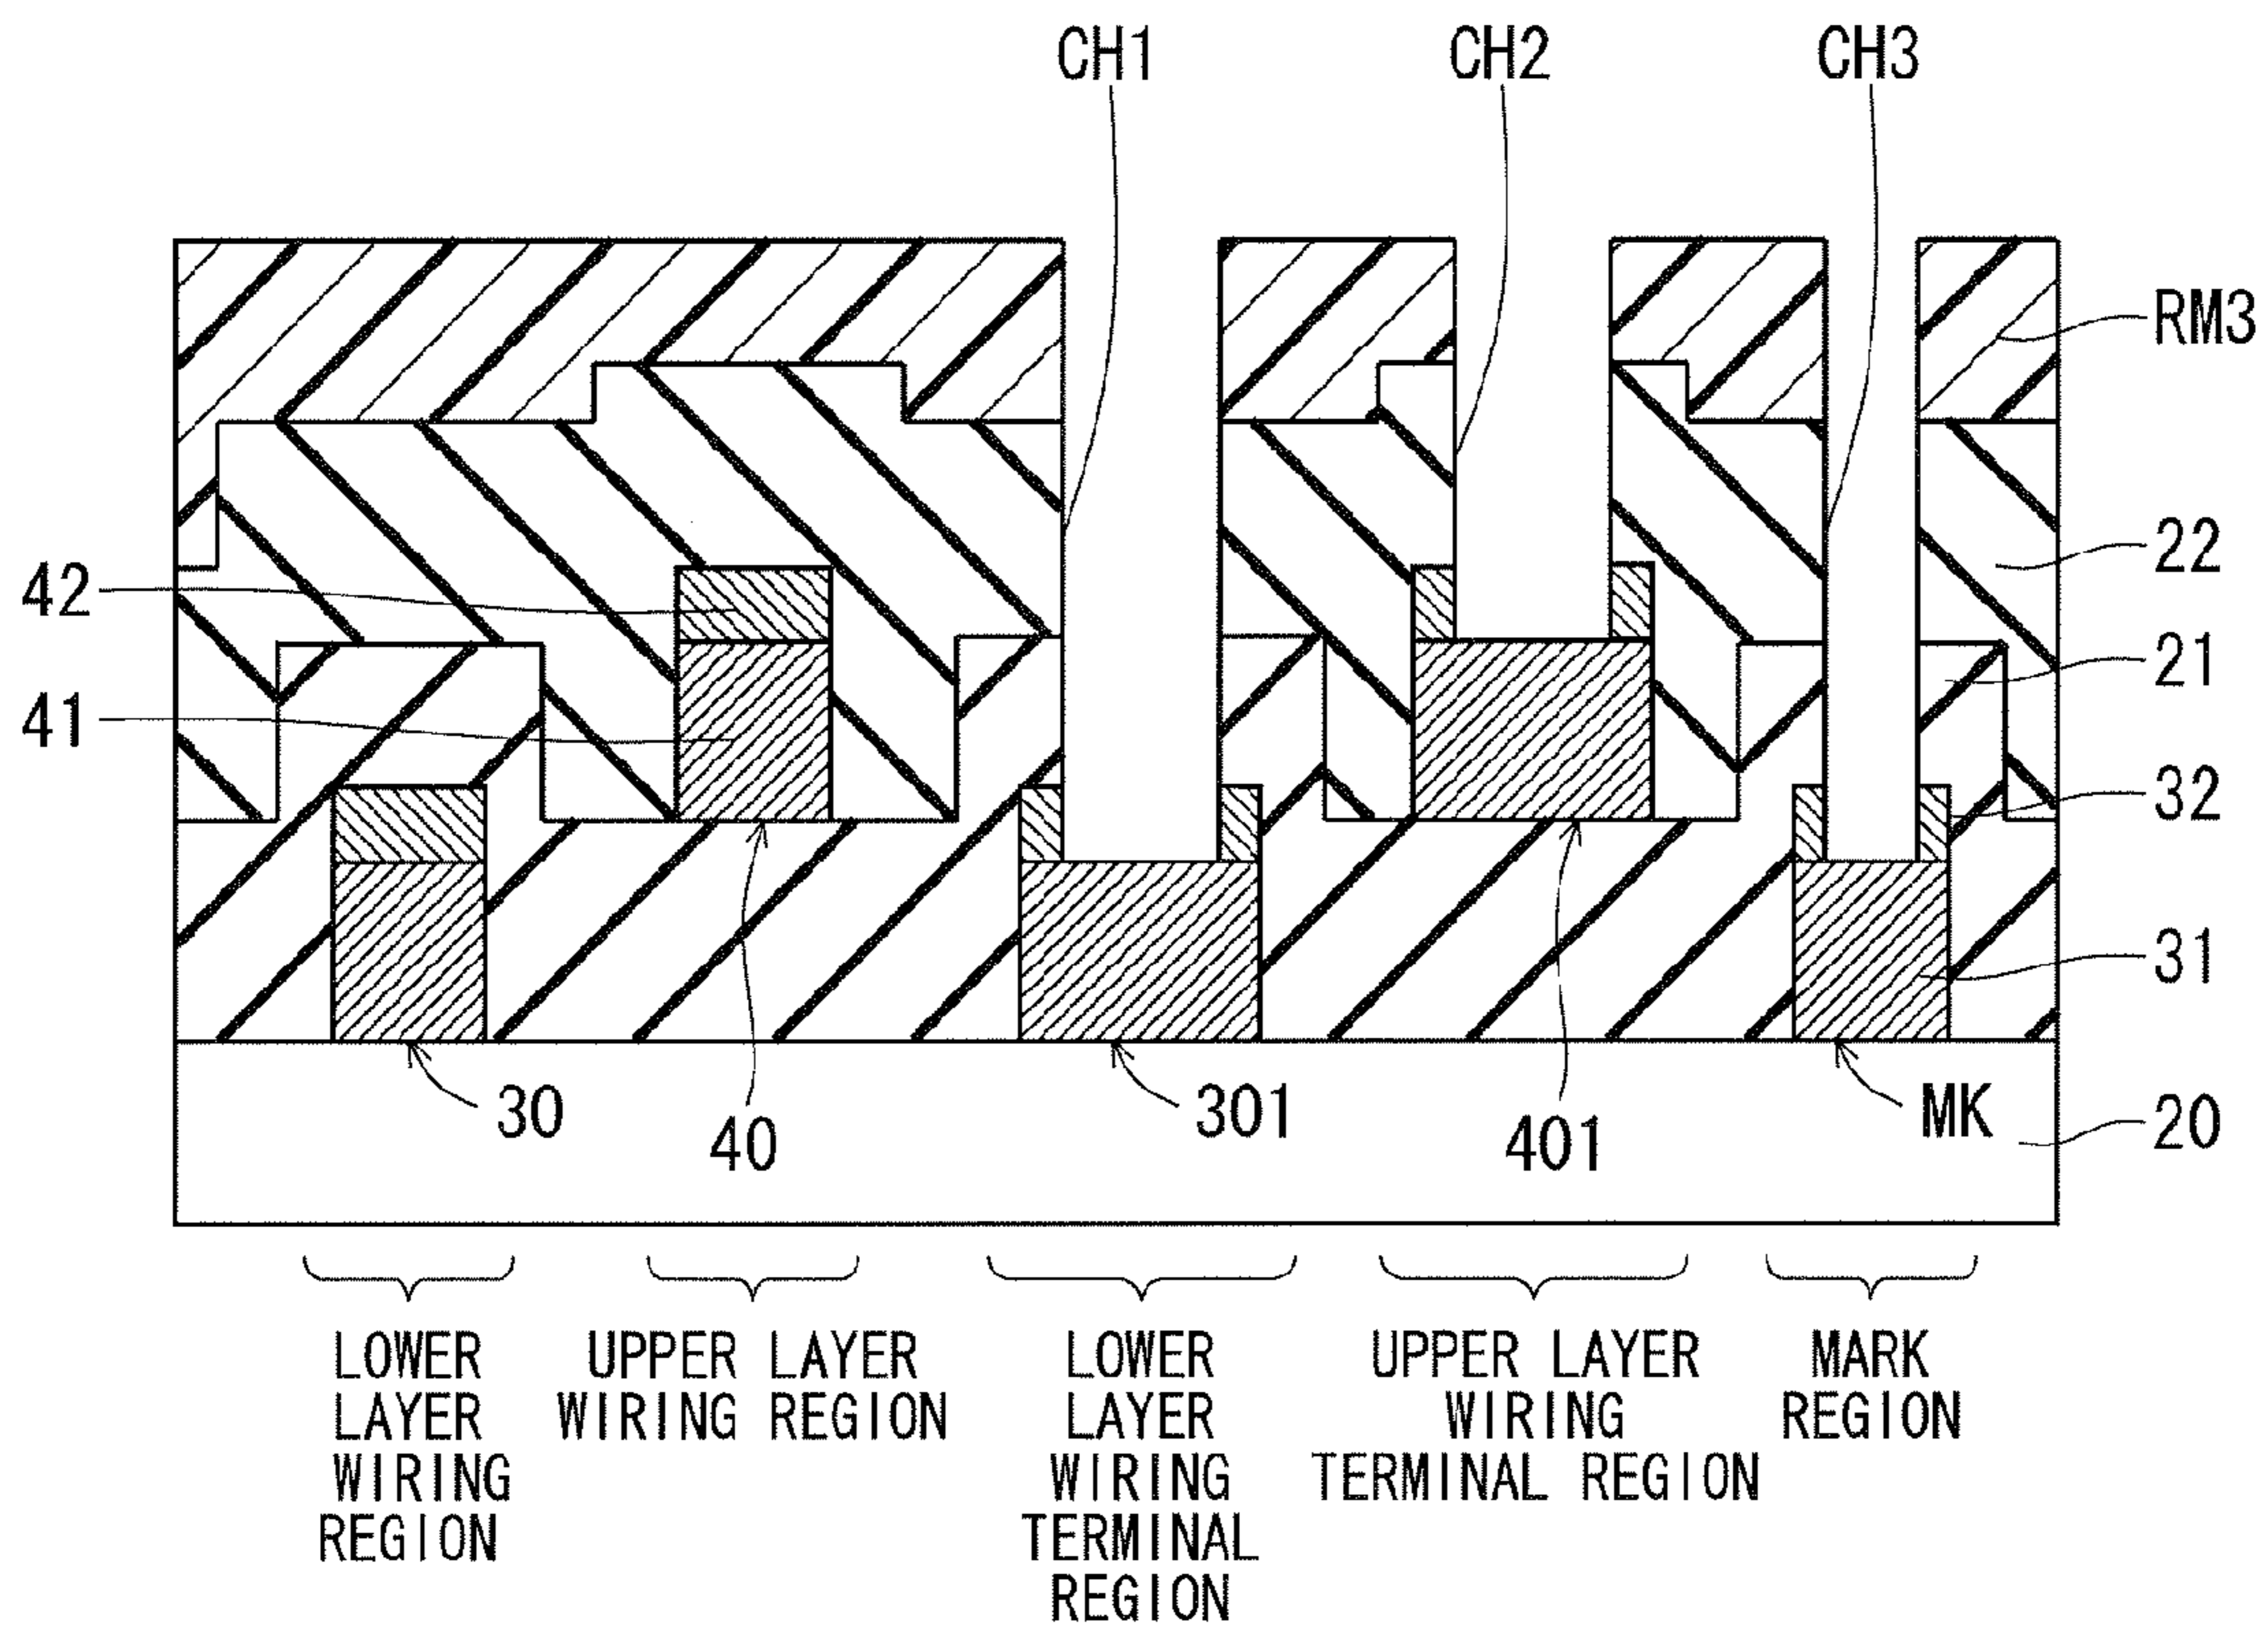 CH1 CH2 CH3
RM3
22
42
21
41
32
31
30 301 MK
40 401 20
LOWER
LAYER
WIRING
REGION
UPPER LAYER
WIRING REGION
LOWER
LAYER
WIRING
TERMINAL
REGION
UPPER LAYER
WIRING
TERMINAL REGION
MARK
REGION